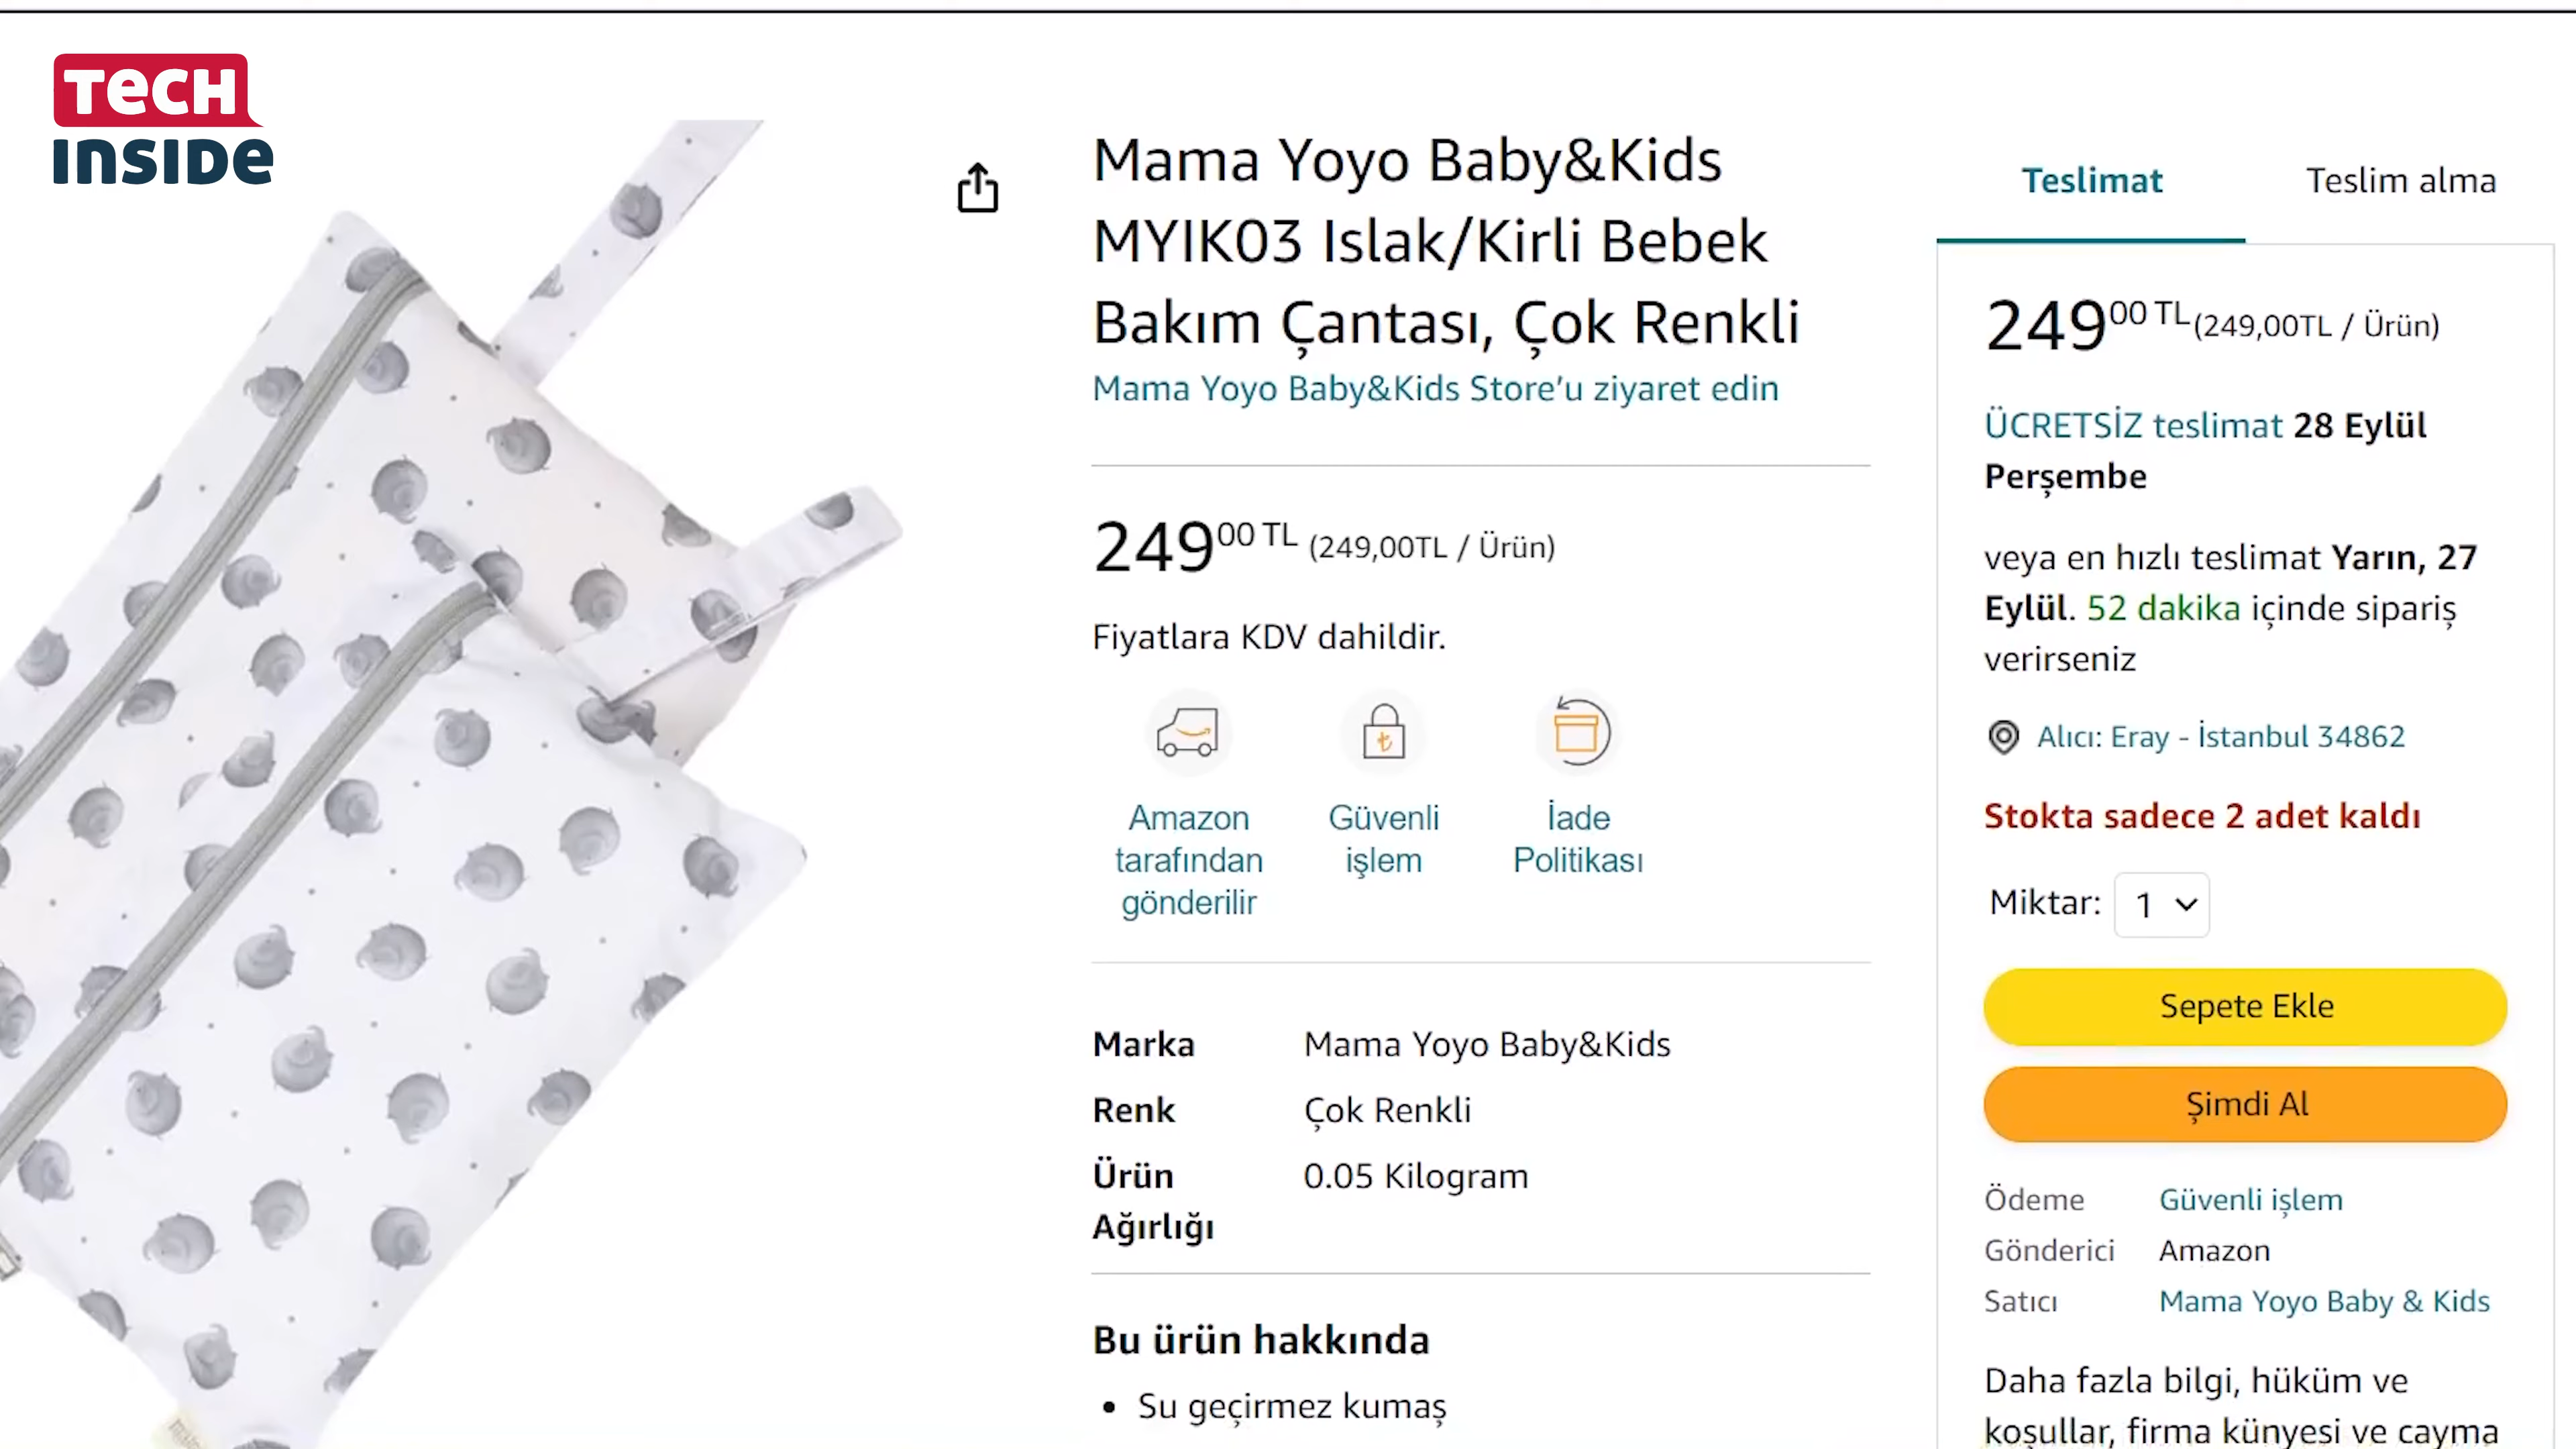 TECH
INSIDE
Mama Yoyo Baby&Kids
MYIK03 Islak/Kirli Bebek
Bakım Çantası, Çok Renkli
Mama Yoyo Baby&Kids Store'u ziyaret edin
249⁰⁰ TL (249,00TL / Ürün)
Fiyatlara KDV dahildir.
Amazon
tarafından
gönderilir
Güvenli
işlem
İade
Politikası
Marka Mama Yoyo Baby&Kids
Renk Çok Renkli
Ürün 0.05 Kilogram
Ağırlığı
Bu ürün hakkında
• Su geçirmez kumaş
Teslimat Teslim alma
249⁰⁰ TL (249,00TL / Ürün)
ÜCRETSİZ teslimat 28 Eylül
Perşembe
veya en hızlı teslimat Yarın, 27
Eylül. 52 dakika içinde sipariş
verirseniz
Alıcı: Eray - İstanbul 34862
Stokta sadece 2 adet kaldı
Miktar: 1
Sepete Ekle
Şimdi Al
Ödeme Güvenli işlem
Gönderici Amazon
Satıcı Mama Yoyo Baby & Kids
Daha fazla bilgi, hüküm ve
koşullar, firma künyesi ve cayma